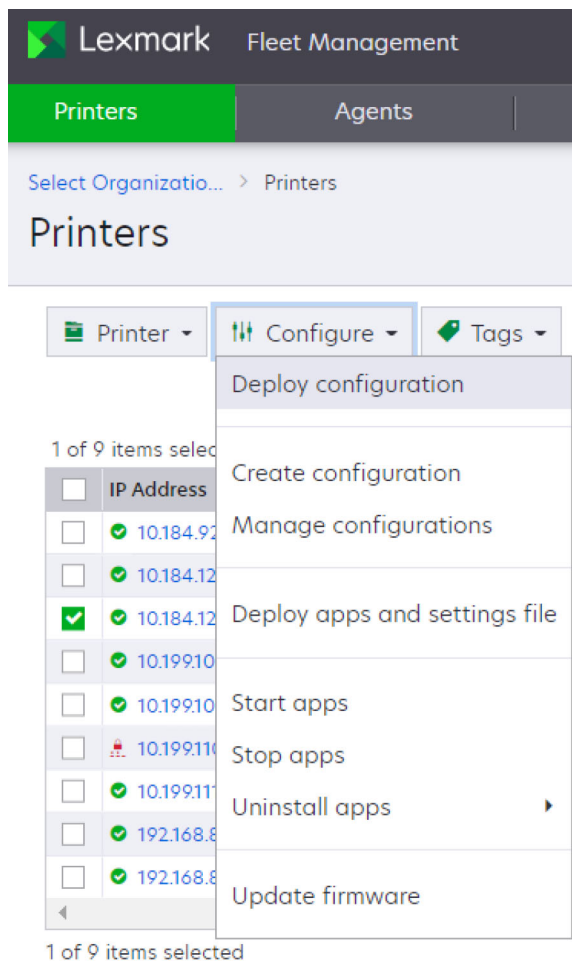 Lexmark Fleet Management
Printers Agents
Select Organizatio... > Printers
Printers
Printer Configure Tags
Deploy configuration
1 of 9 items selec
Create configuration
IP Address
Manage configurations
10.184.92
10.184.12
Deploy apps and settings file
10.184.12
10.199.10
Start apps
10.199.10
Stop apps
10.199.110
Uninstall apps
10.199.117
192.168.8
192.168.8
Update firmware
1 of 9 items selected